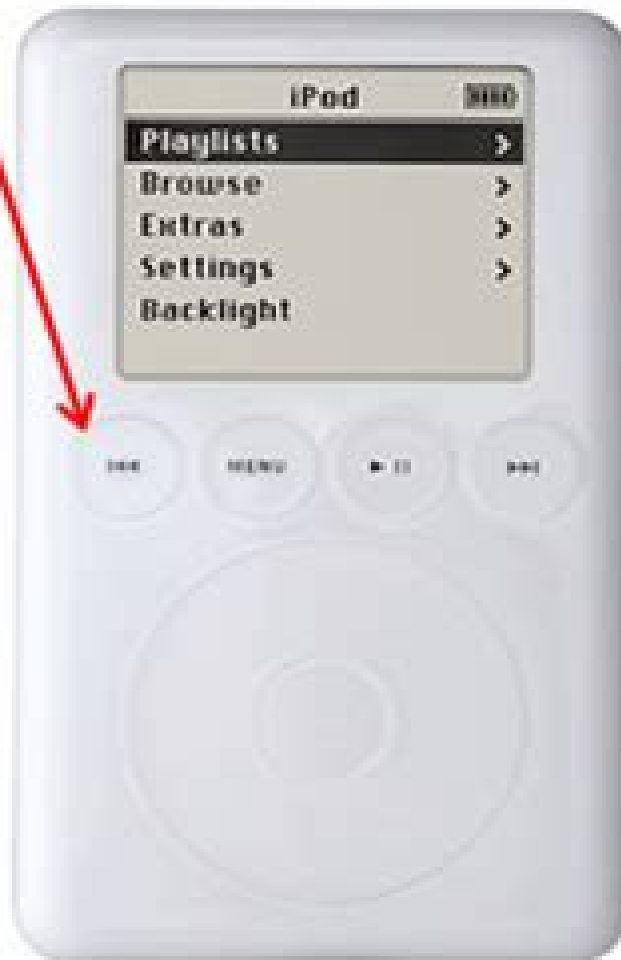 iPod
Playlists
Browse
Extras
Settings
Backlight
MENU